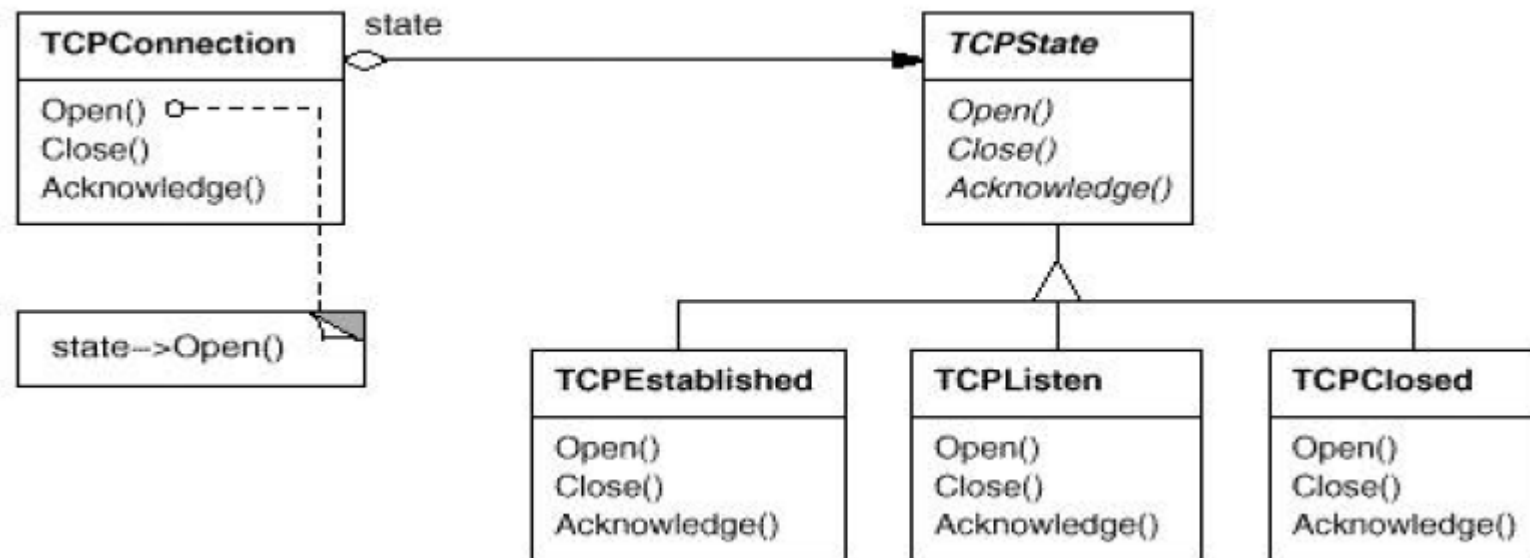 TCPConnection
Open()
Close()
Acknowledge()
state
TCPState
Open()
Close()
Acknowledge()
state-->Open()
TCPEstablished
Open()
Close()
Acknowledge()
TCPListen
Open()
Close()
Acknowledge()
TCPClosed
Open()
Close()
Acknowledge()